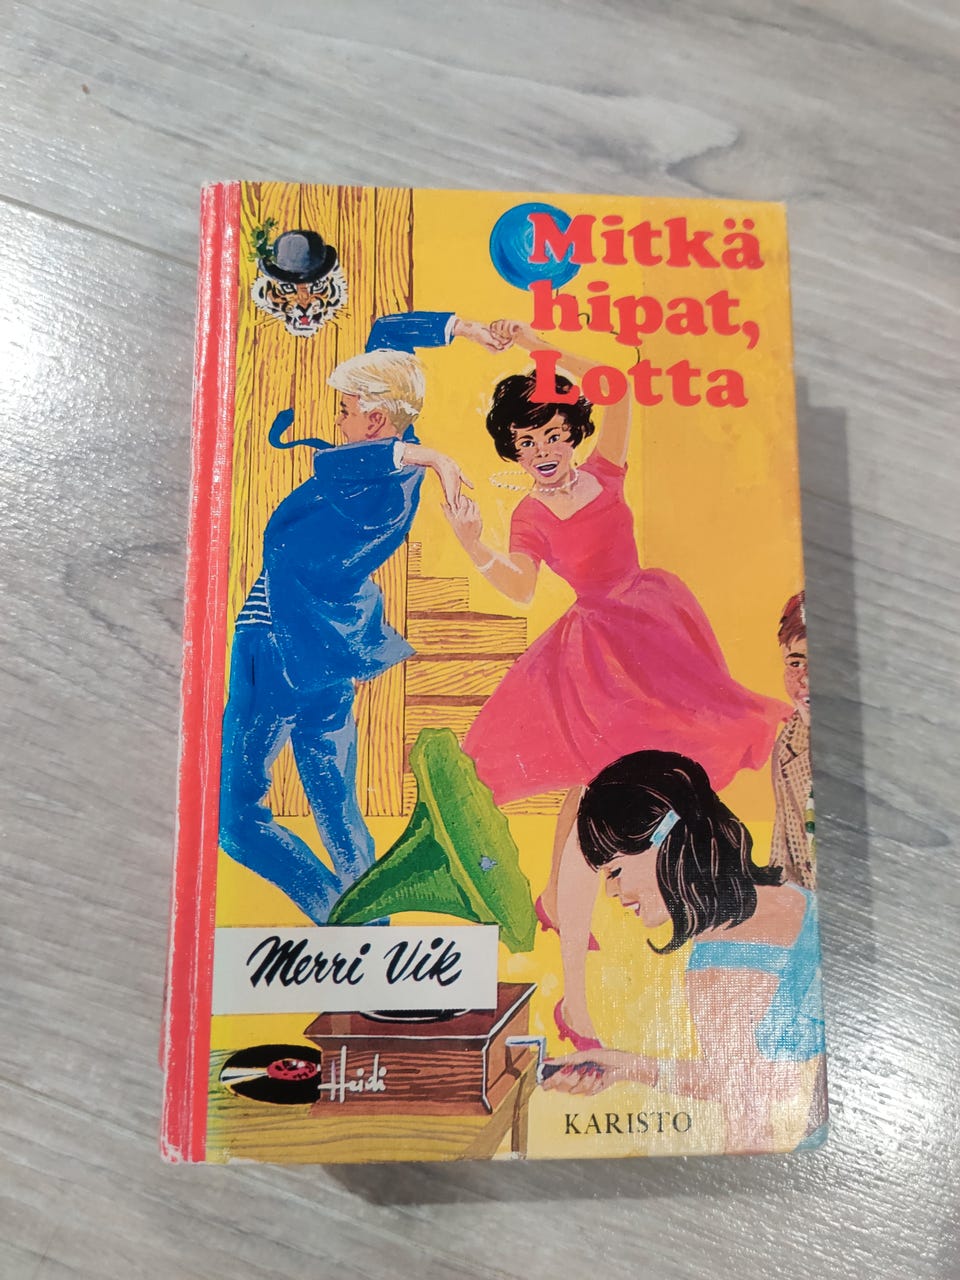 Mitkä
hipat,
Lotta
Merri Vik
Heidi
KARISTO